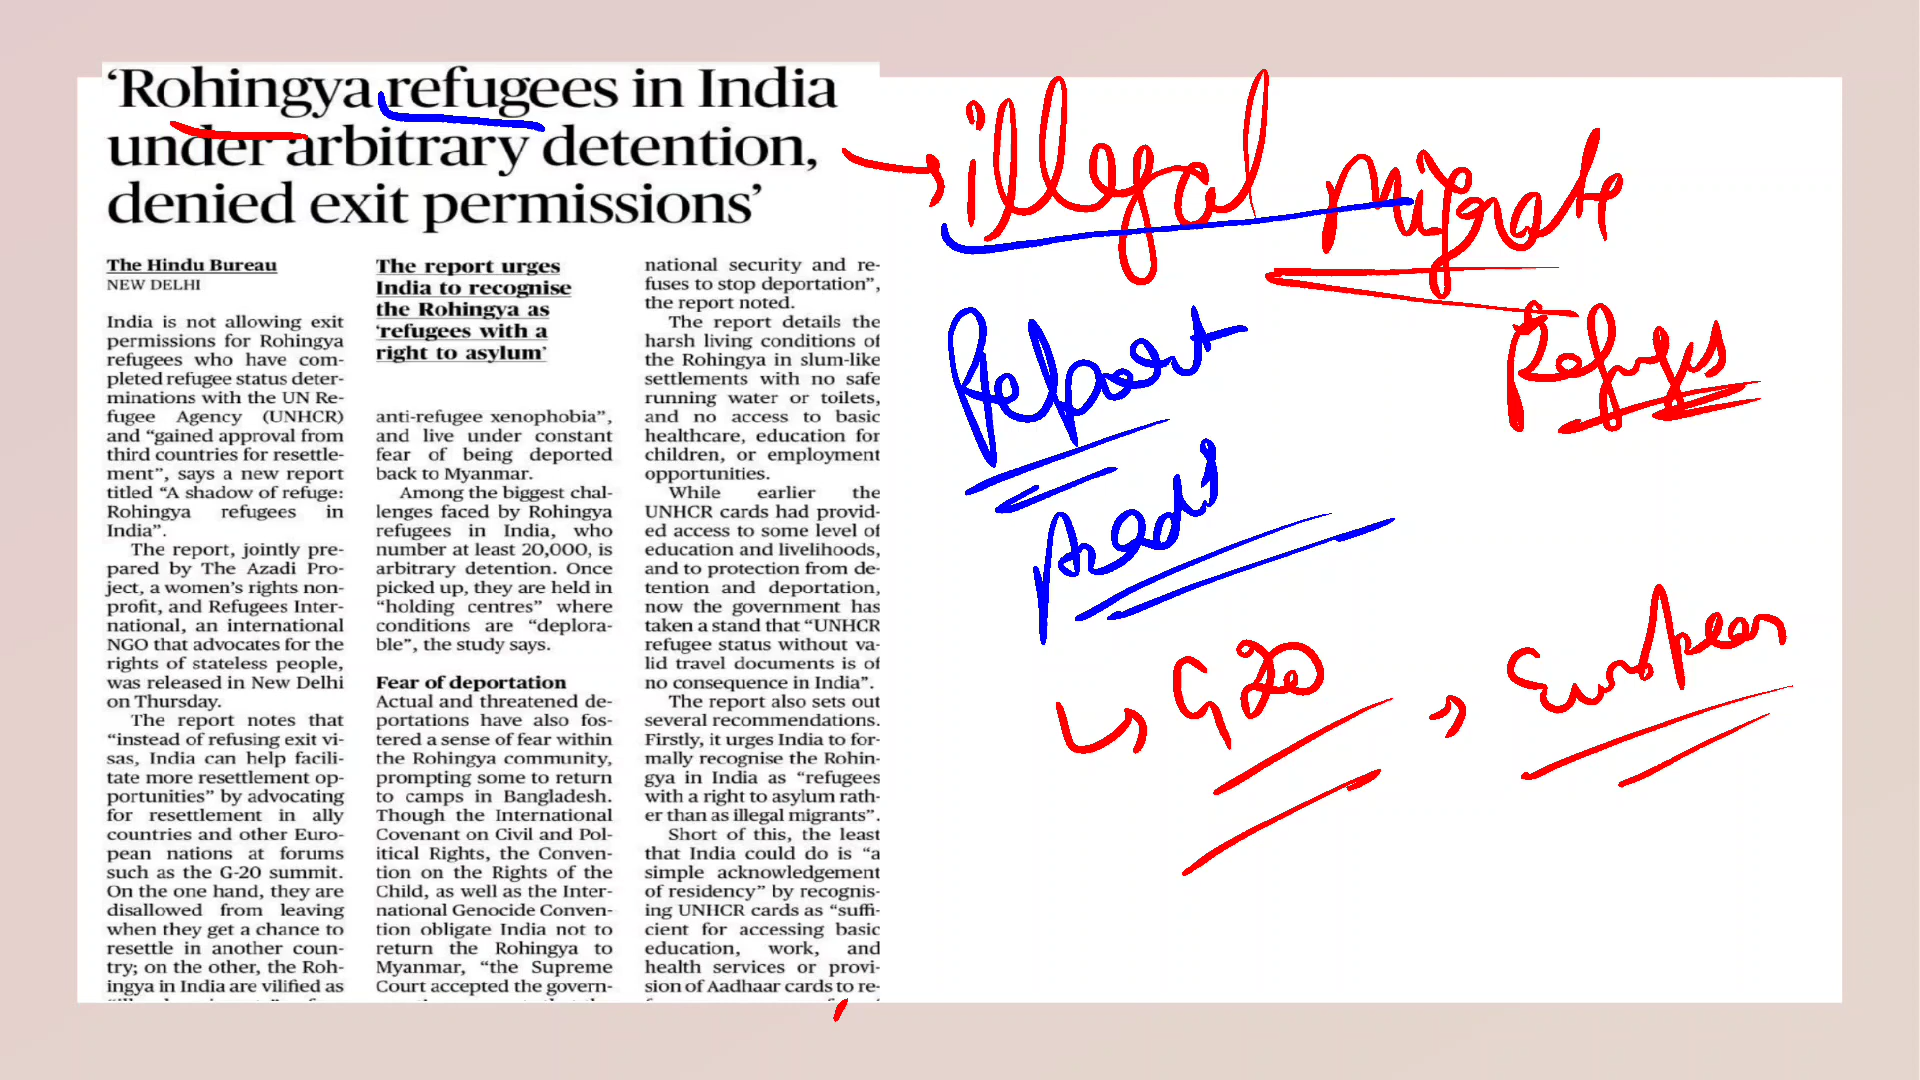 ‘Rohingya refugees in India
under arbitrary detention,
denied exit permissions’
The Hindu Bureau
NEW DELHI
India is not allowing exit
permissions for Rohingya
refugees who have com-
pleted refugee status deter-
minations with the UN Re-
fugee Agency (UNHCR)
and “gained approval from
third countries for resettle-
ment”, says a new report
titled “A shadow of refuge:
Rohingya refugees in
India”.
The report, jointly pre-
pared by The Azadi Pro-
ject, a women’s rights non-
profit, and Refugees Inter-
national, an international
NGO that advocates for the
rights of stateless people,
was released in New Delhi
on Thursday.
The report notes that
“instead of refusing exit vi-
sas, India can help facili-
tate more resettlement op-
portunities” by advocating
for resettlement in ally
countries and other Euro-
pean nations at forums
such as the G-20 summit.
On the one hand, they are
disallowed from leaving
when they get a chance to
resettle in another coun-
try; on the other, the Roh-
ingya in India are vilified as
The report urges
India to recognise
the Rohingya as
‘refugees with a
right to asylum’
anti-refugee xenophobia”,
and live under constant
fear of being deported
back to Myanmar.
Among the biggest chal-
lenges faced by Rohingya
refugees in India, who
number at least 20,000, is
arbitrary detention. Once
picked up, they are held in
“holding centres” where
conditions are “deplora-
ble”, the study says.
Fear of deportation
Actual and threatened de-
portations have also fos-
tered a sense of fear within
the Rohingya community,
prompting some to return
to camps in Bangladesh.
Though the International
Covenant on Civil and Pol-
itical Rights, the Conven-
tion on the Rights of the
Child, as well as the Inter-
national Genocide Conven-
tion obligate India not to
return the Rohingya to
Myanmar, “the Supreme
Court accepted the govern-
national security and re-
fuses to stop deportation”,
the report noted.
The report details the
harsh living conditions of
the Rohingya in slum-like
settlements with no safe
running water or toilets,
and no access to basic
healthcare, education for
children, or employment
opportunities.
While earlier the
UNHCR cards had provid-
ed access to some level of
education and livelihoods,
and to protection from de-
tention and deportation,
now the government has
taken a stand that “UNHCR
refugee status without va-
lid travel documents is of
no consequence in India”.
The report also sets out
several recommendations.
Firstly, it urges India to for-
mally recognise the Rohin-
gya in India as “refugees
with a right to asylum rath-
er than as illegal migrants”.
Short of this, the least
that India could do is “a
simple acknowledgement
of residency” by recognis-
ing UNHCR cards as “suffi-
cient for accessing basic
education, work, and
health services or provi-
sion of Aadhaar cards to re-
illegal migrate
Refuges
Report
Azadi
G20
European